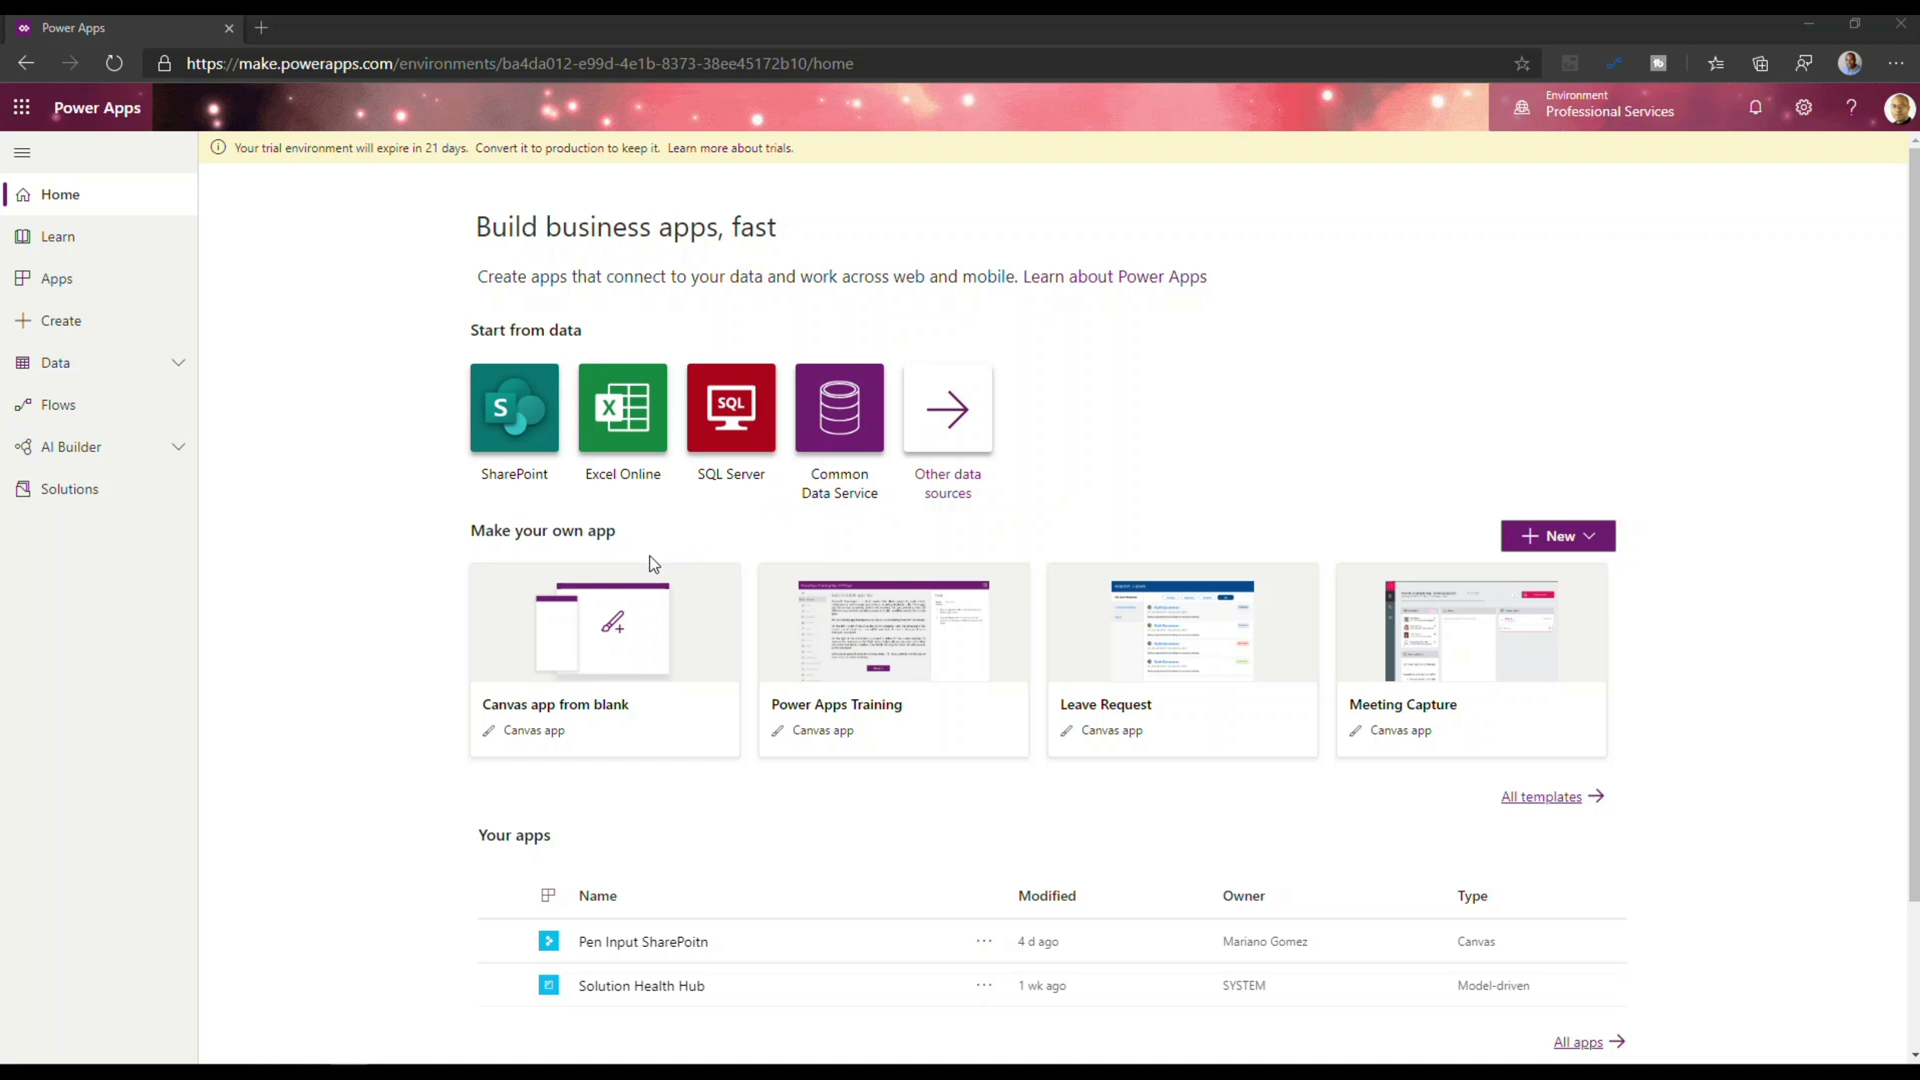 Power Apps
https://make.powerapps.com/environments/ba4da012-e99d-4e1b-8373-38ee45172b10/home
Power Apps
Environment
Professional Services
Your trial environment will expire in 21 days. Convert it to production to keep it. Learn more about trials.
Home
Learn
Apps
Create
Data
Flows
AI Builder
Solutions
Build business apps, fast
Create apps that connect to your data and work across web and mobile. Learn about Power Apps
Start from data
S
X
SQL
SharePoint
Excel Online
SQL Server
Common
Data Service
Other data
sources
Make your own app
New
Canvas app from blank
Canvas app
Power Apps Training
Canvas app
Leave Request
Canvas app
Meeting Capture
Canvas app
All templates
Your apps
Name Modified Owner Type
Pen Input SharePoitn ... 4 d ago Mariano Gomez Canvas
Solution Health Hub ... 1 wk ago SYSTEM Model-driven
All apps